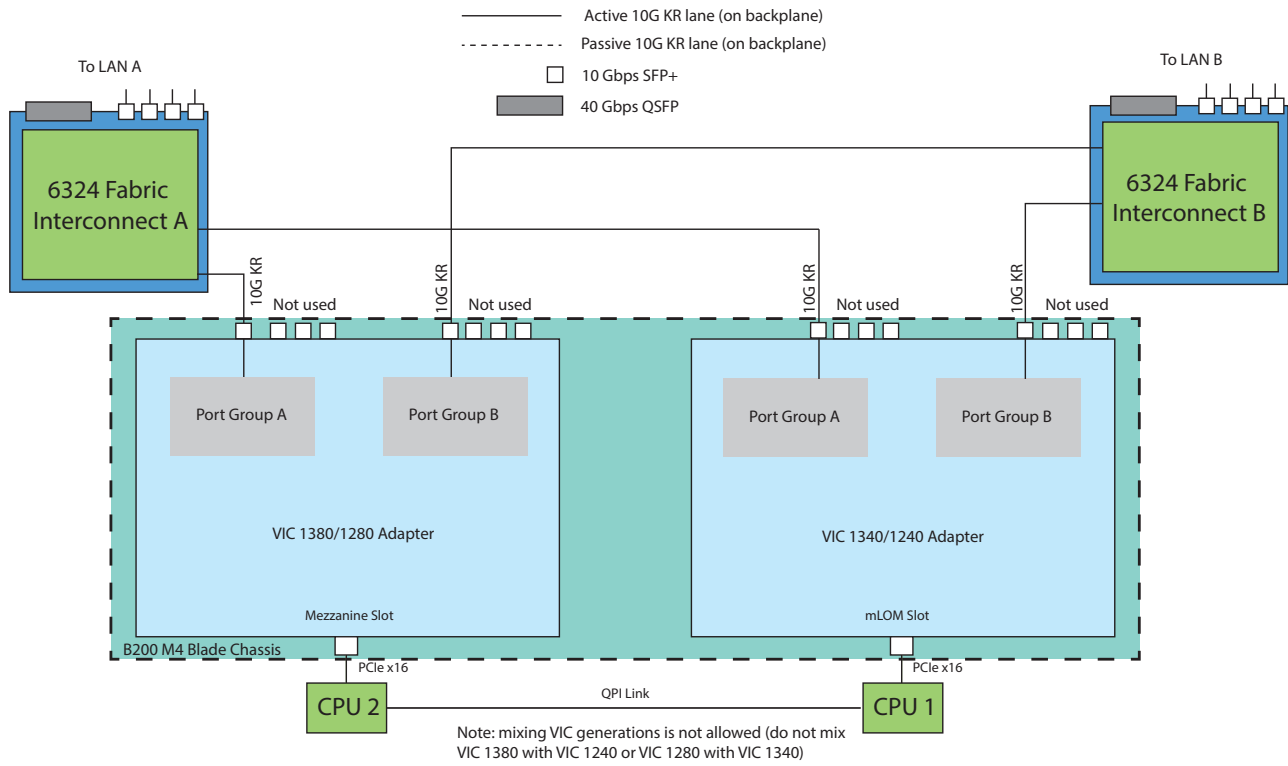 Active 10G KR lane (on backplane)
Passive 10G KR lane (on backplane)
10 Gbps SFP+
40 Gbps QSFP
To LAN A
To LAN B
6324 Fabric
Interconnect A
6324 Fabric
Interconnect B
10G KR
10G KR
10G KR
10G KR
Not used
Not used
Not used
Not used
Port Group A
Port Group B
Port Group A
Port Group B
VIC 1380/1280 Adapter
VIC 1340/1240 Adapter
Mezzanine Slot
mLOM Slot
B200 M4 Blade Chassis
PCIe x16
PCIe x16
CPU 2
QPI Link
CPU 1
Note: mixing VIC generations is not allowed (do not mix
VIC 1380 with VIC 1240 or VIC 1280 with VIC 1340)